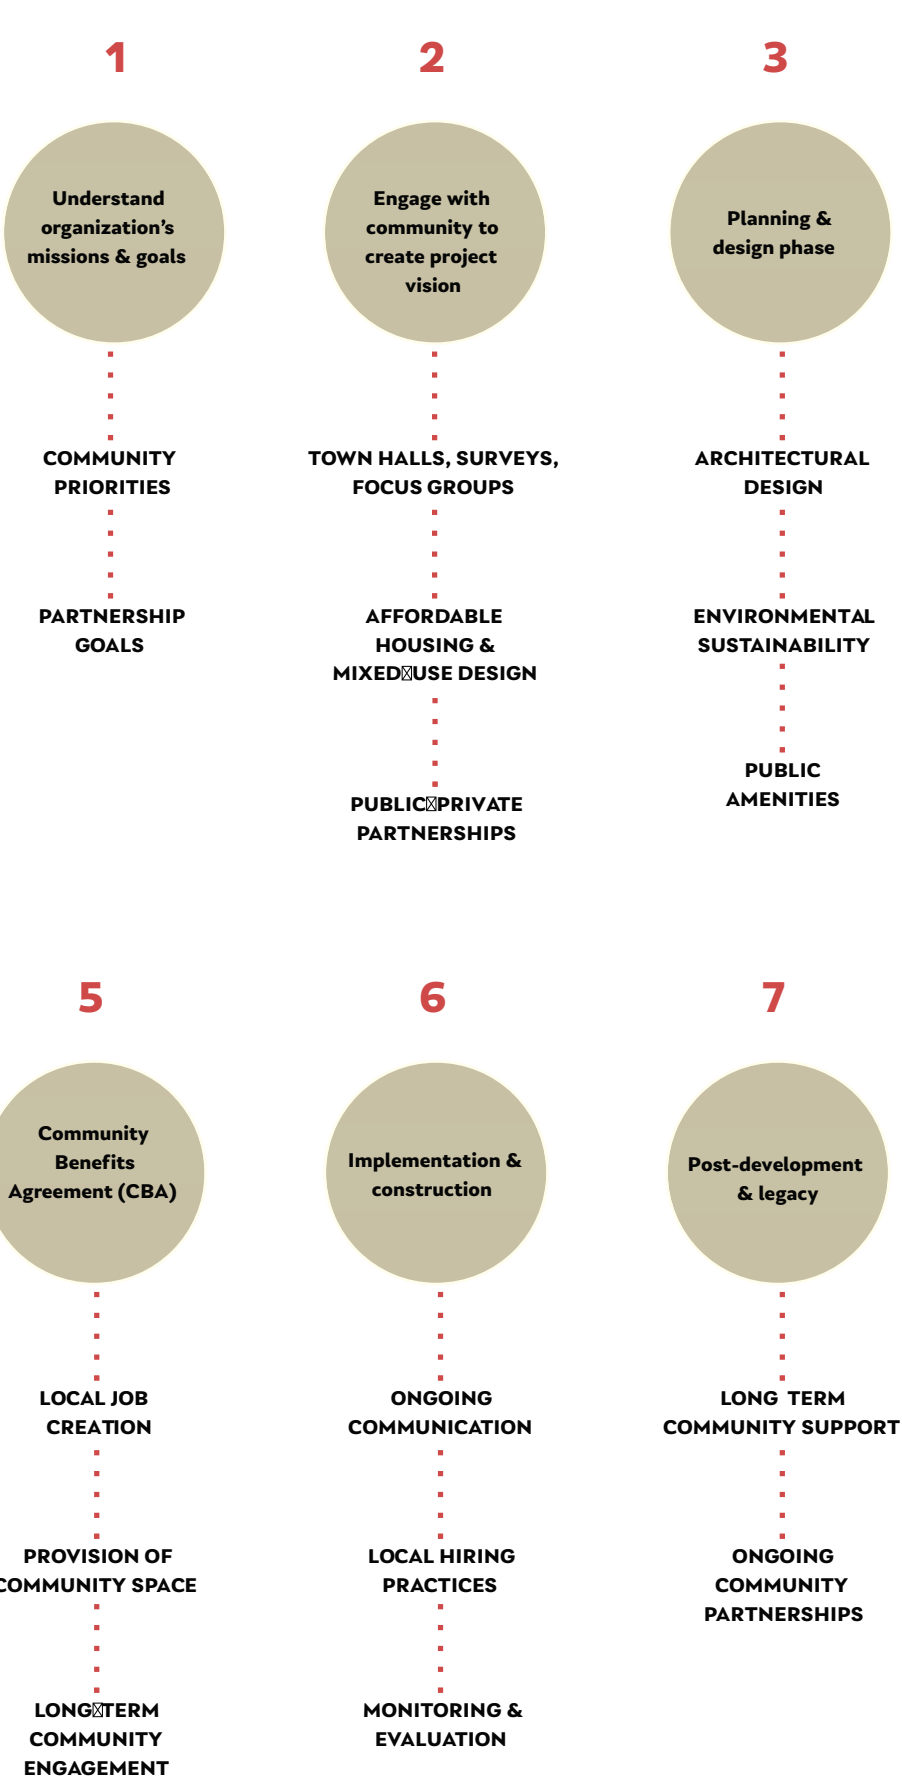 1
Understand
organization’s
missions & goals
COMMUNITY
PRIORITIES
PARTNERSHIP
GOALS
2
Engage with
community to
create project
vision
TOWN HALLS, SURVEYS,
FOCUS GROUPS
AFFORDABLE
HOUSING &
MIXED☒USE DESIGN
PUBLIC☒PRIVATE
PARTNERSHIPS
3
Planning &
design phase
ARCHITECTURAL
DESIGN
ENVIRONMENTAL
SUSTAINABILITY
PUBLIC
AMENITIES
5
Community
Benefits
Agreement (CBA)
LOCAL JOB
CREATION
PROVISION OF
COMMUNITY SPACE
LONG☒TERM
COMMUNITY
ENGAGEMENT
6
Implementation &
construction
ONGOING
COMMUNICATION
LOCAL HIRING
PRACTICES
MONITORING &
EVALUATION
7
Post-development
& legacy
LONG TERM
COMMUNITY SUPPORT
ONGOING
COMMUNITY
PARTNERSHIPS